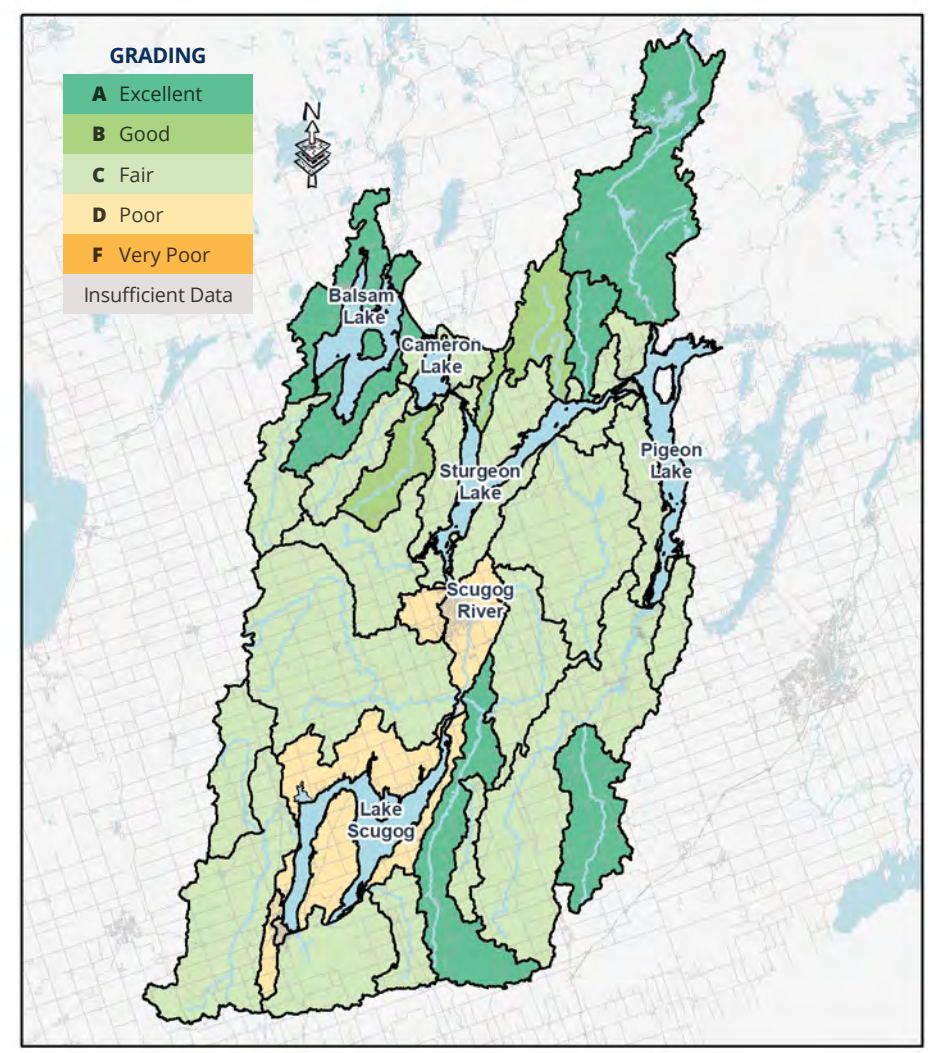 GRADING
A Excellent
B Good
C Fair
D Poor
F Very Poor
Insufficient Data
N
Balsam
Lake
Cameron
Lake
Sturgeon
Lake
Pigeon
Lake
Scugog
River
Lake
Scugog